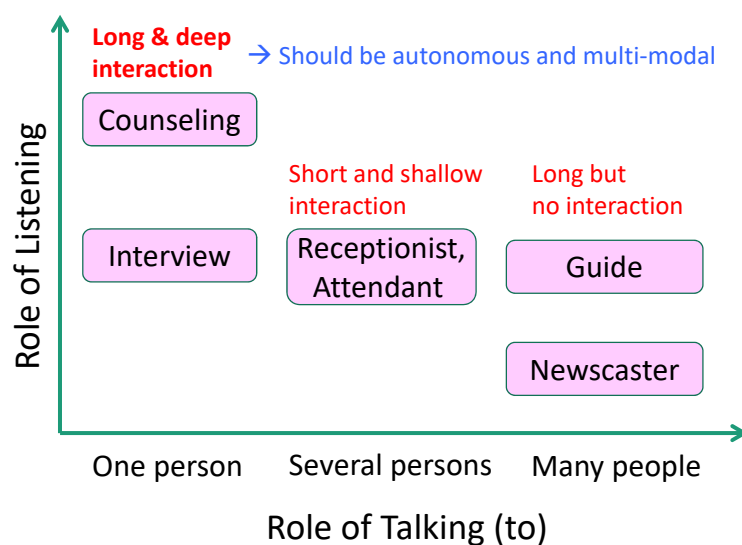 Long & deep
interaction
→ Should be autonomous and multi-modal
Counseling
Short and shallow
interaction
Long but
no interaction
Interview
Receptionist,
Attendant
Guide
Newscaster
Role of Listening
One person
Several persons
Many people
Role of Talking (to)